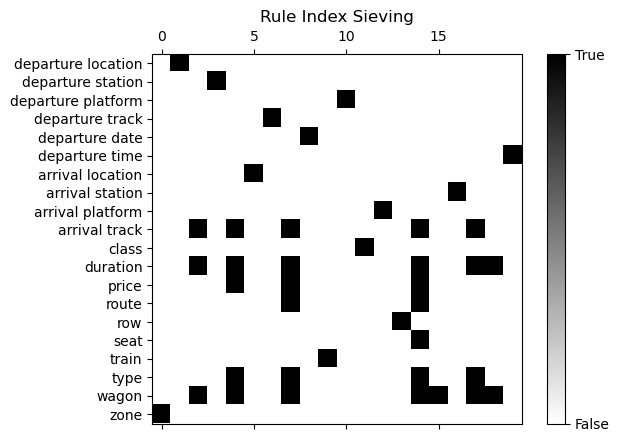 Rule Index Sieving
0 5 10 15
departure location
departure station
departure platform
departure track
departure date
departure time
arrival location
arrival station
arrival platform
arrival track
class
duration
price
route
row
seat
train
type
wagon
zone
True
False